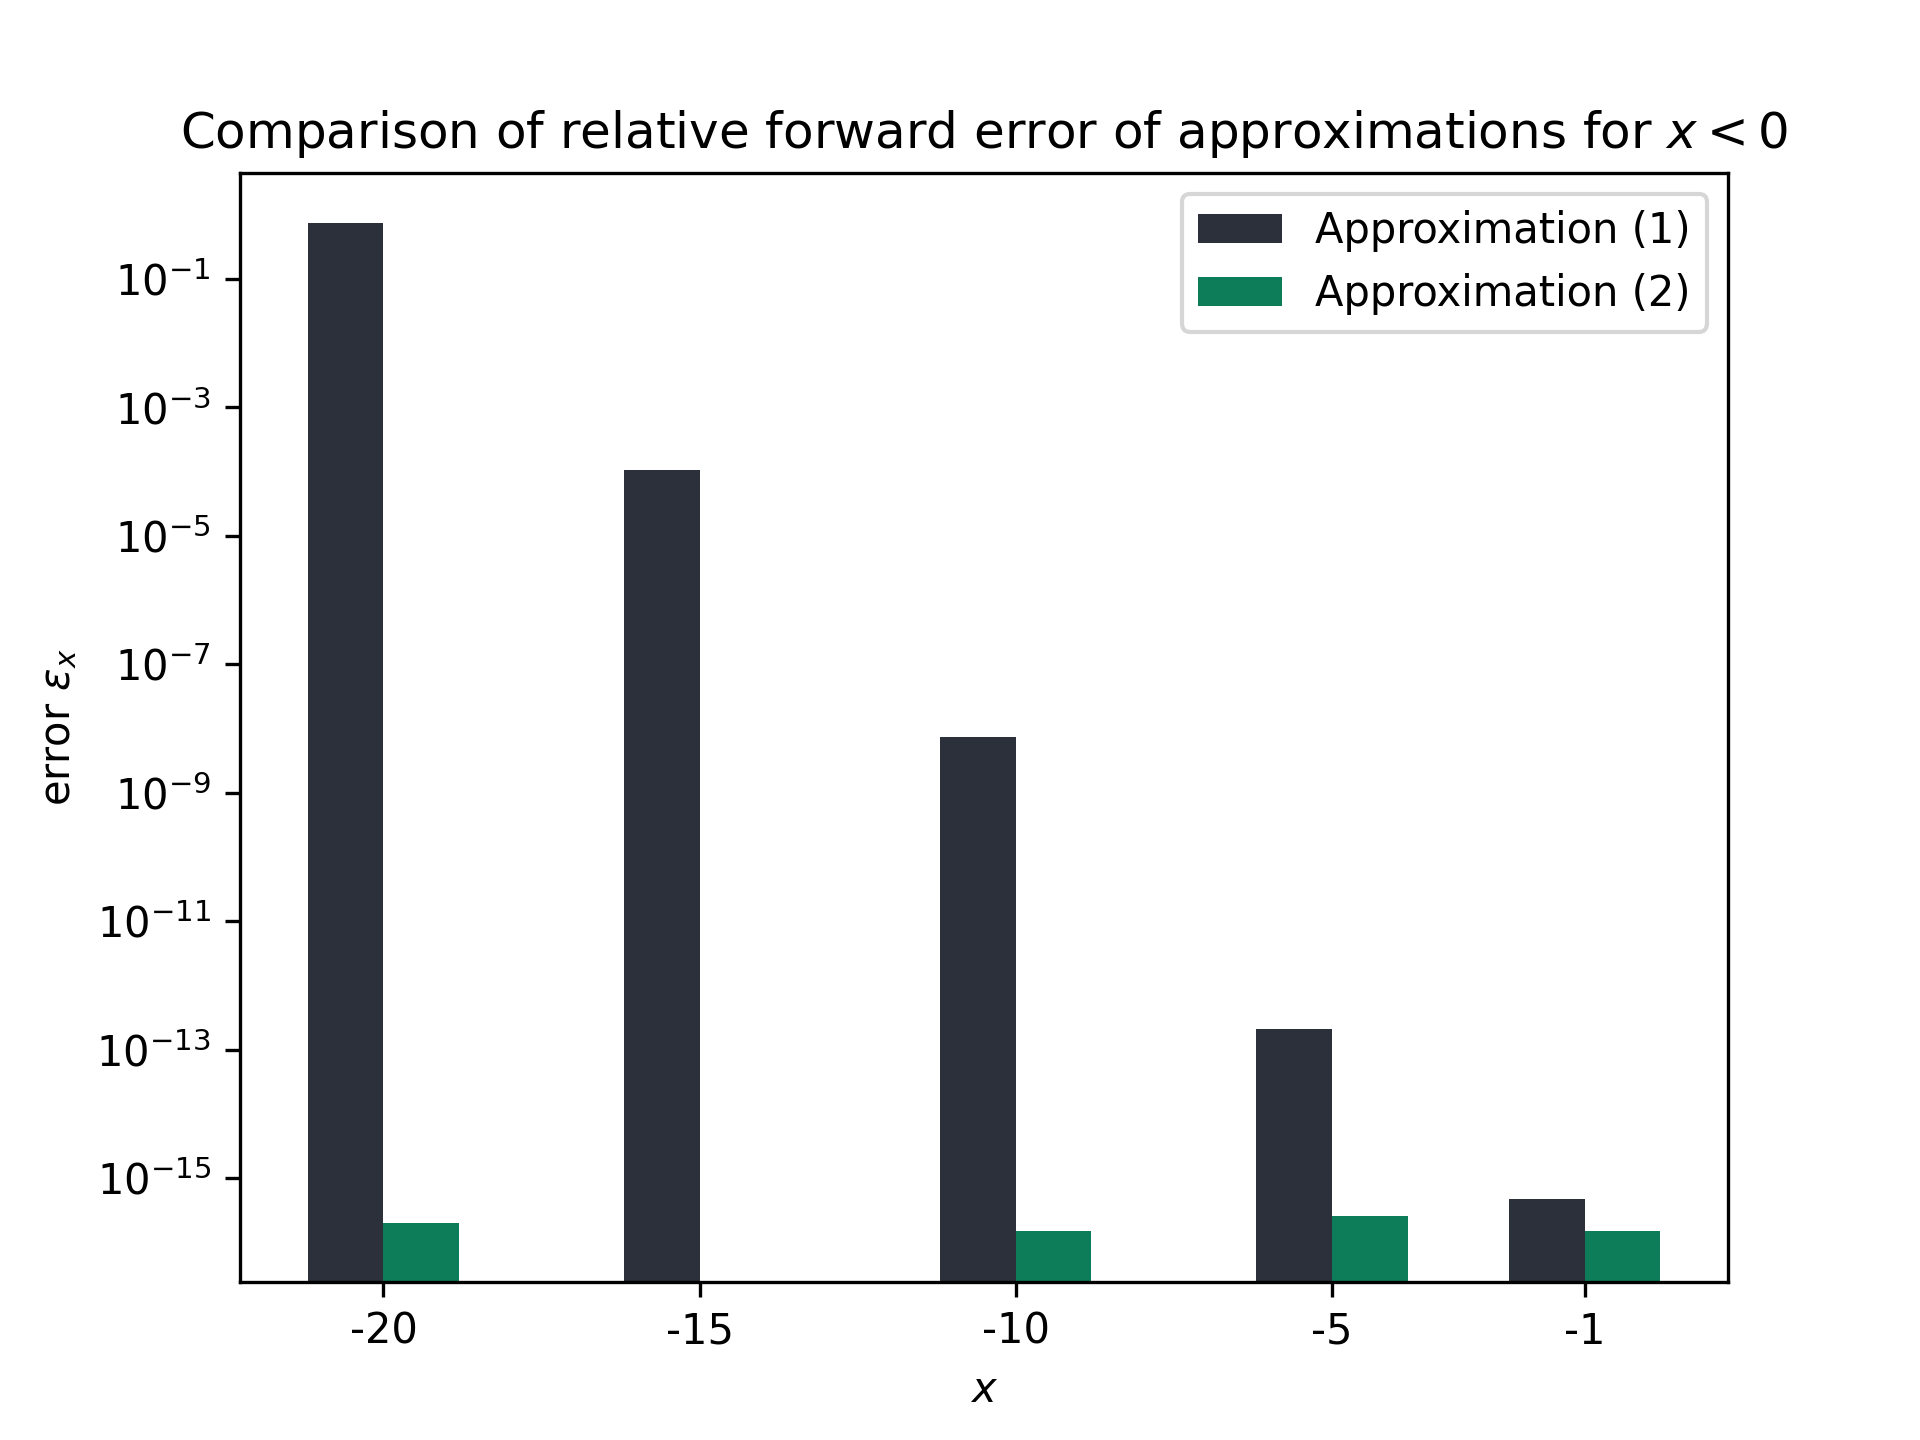 Comparison of relative forward error of approximations for x < 0
Approximation (1)
Approximation (2)
10⁻¹
10⁻³
10⁻⁵
10⁻⁷
10⁻⁹
10⁻¹¹
10⁻¹³
10⁻¹⁵
error εₓ
-20 -15 -10 -5 -1
x